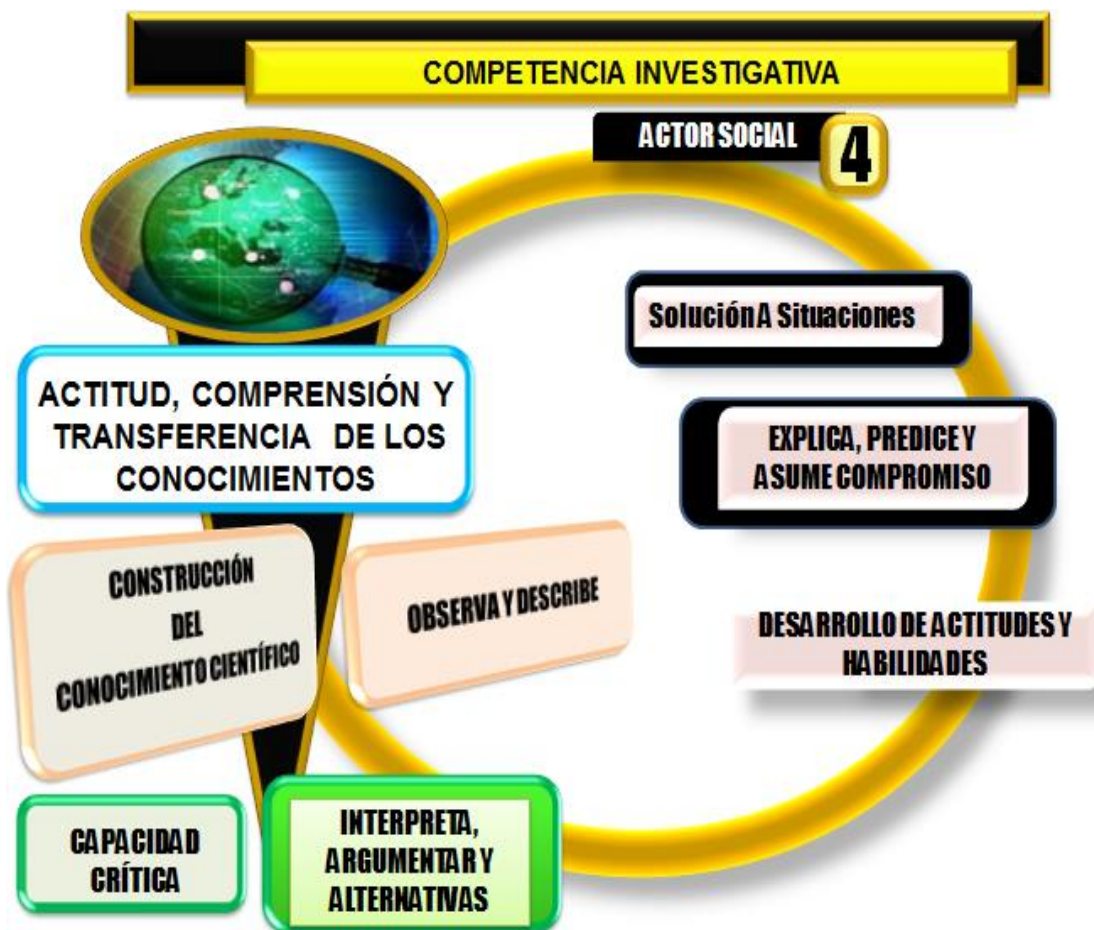 COMPETENCIA INVESTIGATIVA
ACTOR SOCIAL
4
Solución A Situaciones
EXPLICA, PREDICE Y
ASUME COMPROMISO
DESARROLLO DE ACTITUDES Y
HABILIDADES
ACTITUD, COMPRENSIÓN Y
TRANSFERENCIA DE LOS
CONOCIMIENTOS
CONSTRUCCIÓN
DEL
CONOCIMIENTO CIENTÍFICO
OBSERVA Y DESCRIBE
CAPACIDAD
CRÍTICA
INTERPRETA,
ARGUMENTAR Y
ALTERNATIVAS